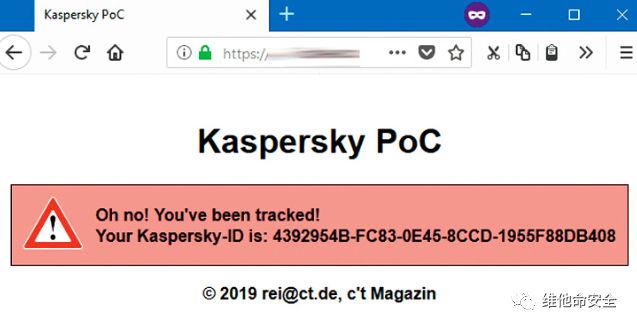 Kaspersky PoC
https://
Kaspersky PoC
Oh no! You've been tracked!
Your Kaspersky-ID is: 4392954B-FC83-0E45-8CCD-1955F88DB408
© 2019 rei@ct.de, c't Magazin
维他命安全